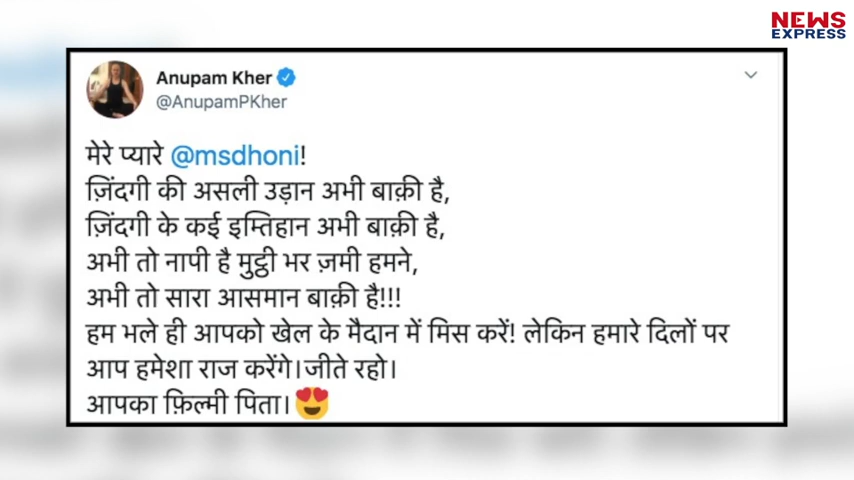 NEWS
EXPRESS
Anupam Kher
@AnupamPKher
मेरे प्यारे @msdhoni!
ज़िंदगी की असली उड़ान अभी बाक़ी है,
ज़िंदगी के कई इम्तिहान अभी बाक़ी है,
अभी तो नापी है मुट्ठी भर ज़मी हमने,
अभी तो सारा आसमान बाक़ी है!!!
हम भले ही आपको खेल के मैदान में मिस करें! लेकिन हमारे दिलों पर
आप हमेशा राज करेंगे।जीते रहो।
आपका फ़िल्मी पिता।😍